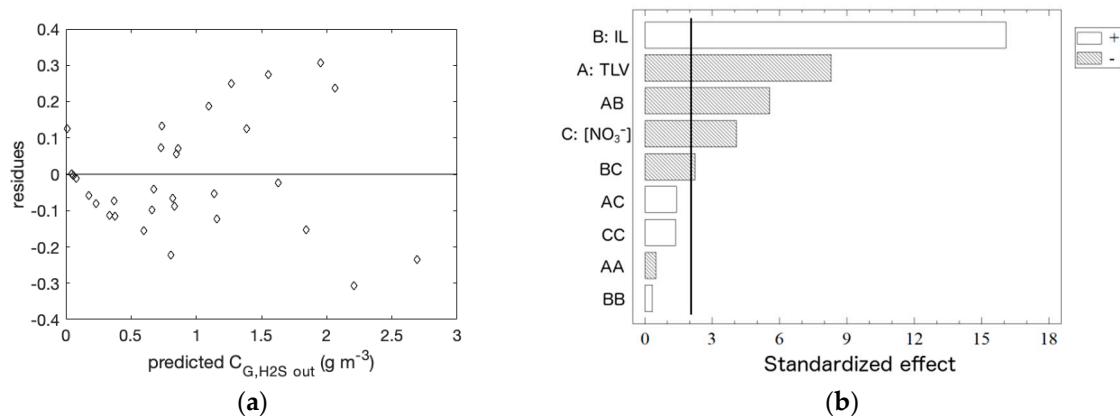 0.4
0.3
0.2
0.1
0
-0.1
-0.2
-0.3
-0.4
residues
0 0.5 1 1.5 2 2.5 3
predicted C_G,H2S out (g m⁻³)
(a)
B: IL
A: TLV
AB
C: [NO₃⁻]
BC
AC
CC
AA
BB
+
-
0 3 6 9 12 15 18
Standardized effect
(b)